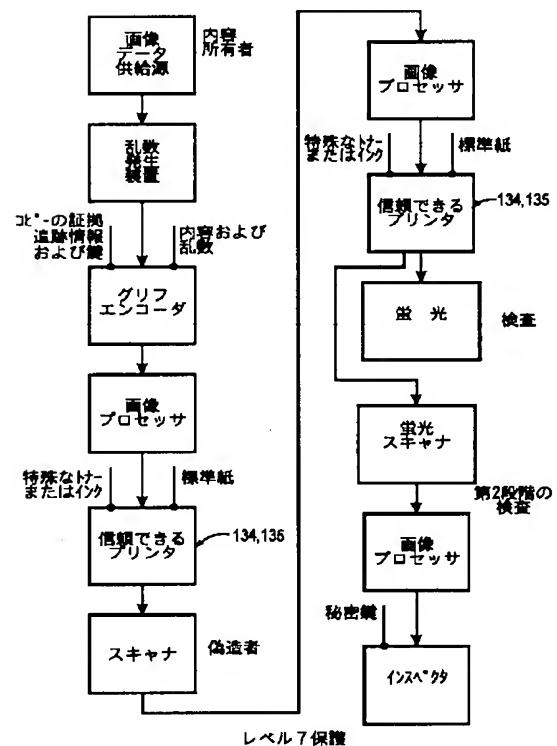 画像
データ
供給源
内容
所有者
乱数
発生
装置
コピーの証拠
追跡情報
および鍵
内容および
乱数
グリフ
エンコーダ
画像
プロセッサ
特殊なトナー
またはインク
標準紙
信頼できる
プリンタ
134,135
スキャナ
偽造者
画像
プロセッサ
特殊なトナー
またはインク
標準紙
信頼できる
プリンタ
134,135
蛍 光
検査
蛍光
スキャナ
第2段階の
検査
画像
プロセッサ
秘密鍵
インスペクタ
レベル7保護